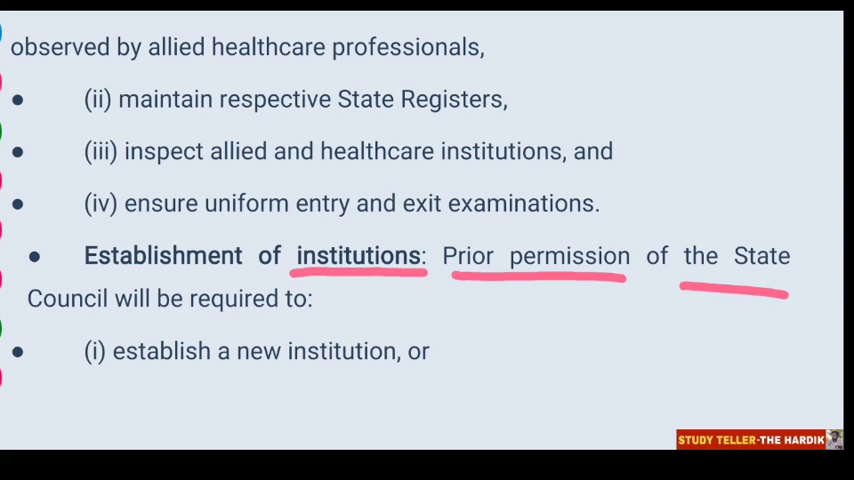 observed by allied healthcare professionals,
● (ii) maintain respective State Registers,
● (iii) inspect allied and healthcare institutions, and
● (iv) ensure uniform entry and exit examinations.
● Establishment of institutions: Prior permission of the State
Council will be required to:
● (i) establish a new institution, or
STUDY TELLER-THE HARDIK